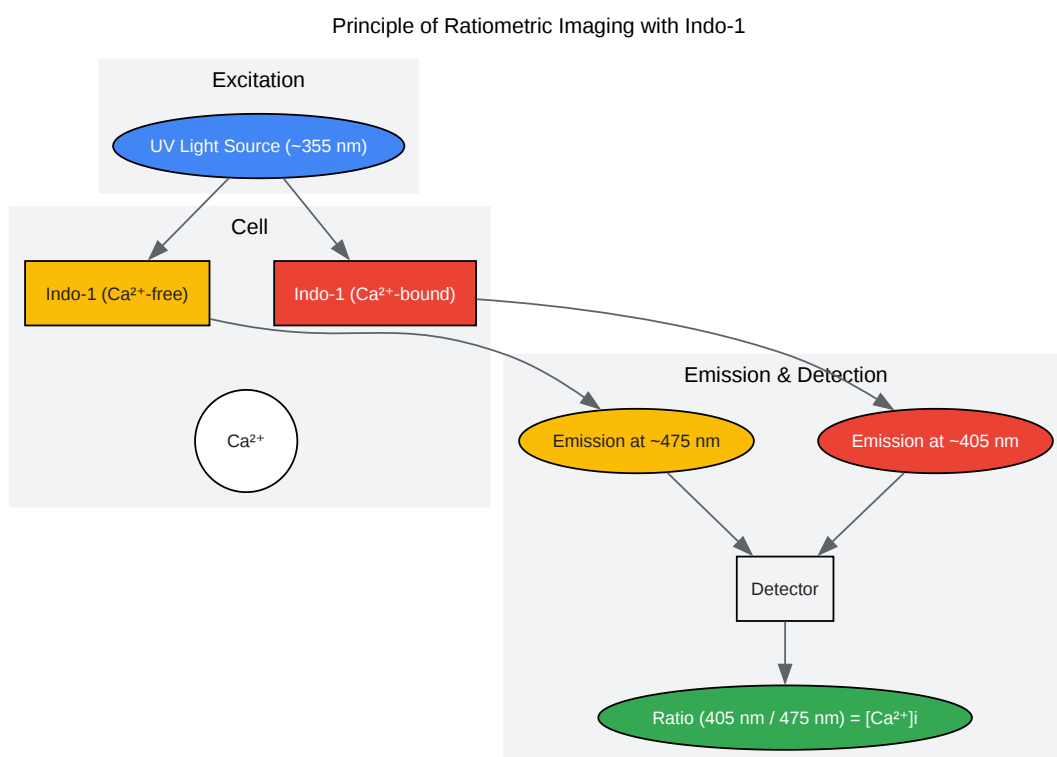 Principle of Ratiometric Imaging with Indo-1
Excitation
UV Light Source (~355 nm)
Cell
Indo-1 (Ca²⁺-free)
Indo-1 (Ca²⁺-bound)
Ca²⁺
Emission & Detection
Emission at ~475 nm
Emission at ~405 nm
Detector
Ratio (405 nm / 475 nm) = [Ca²⁺]i